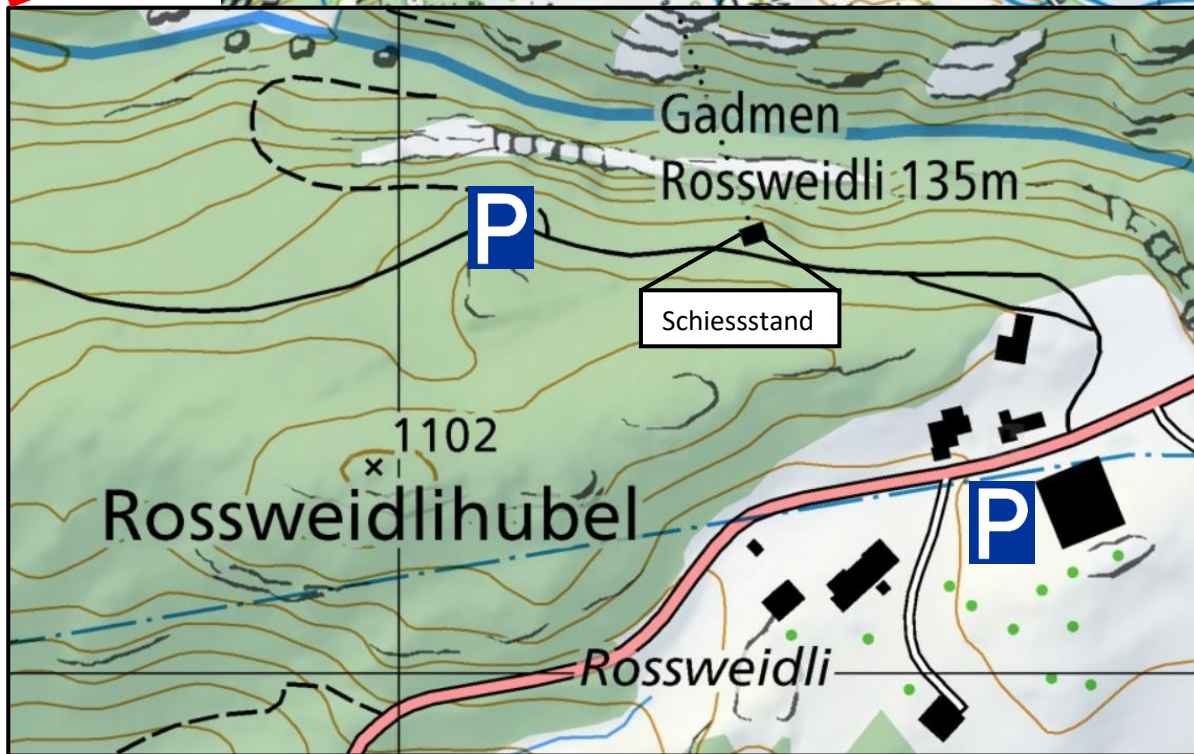 Gadmen
Rossweidli 135m
P
Schiessstand
1102
Rossweidlihubel
P
Rossweidli